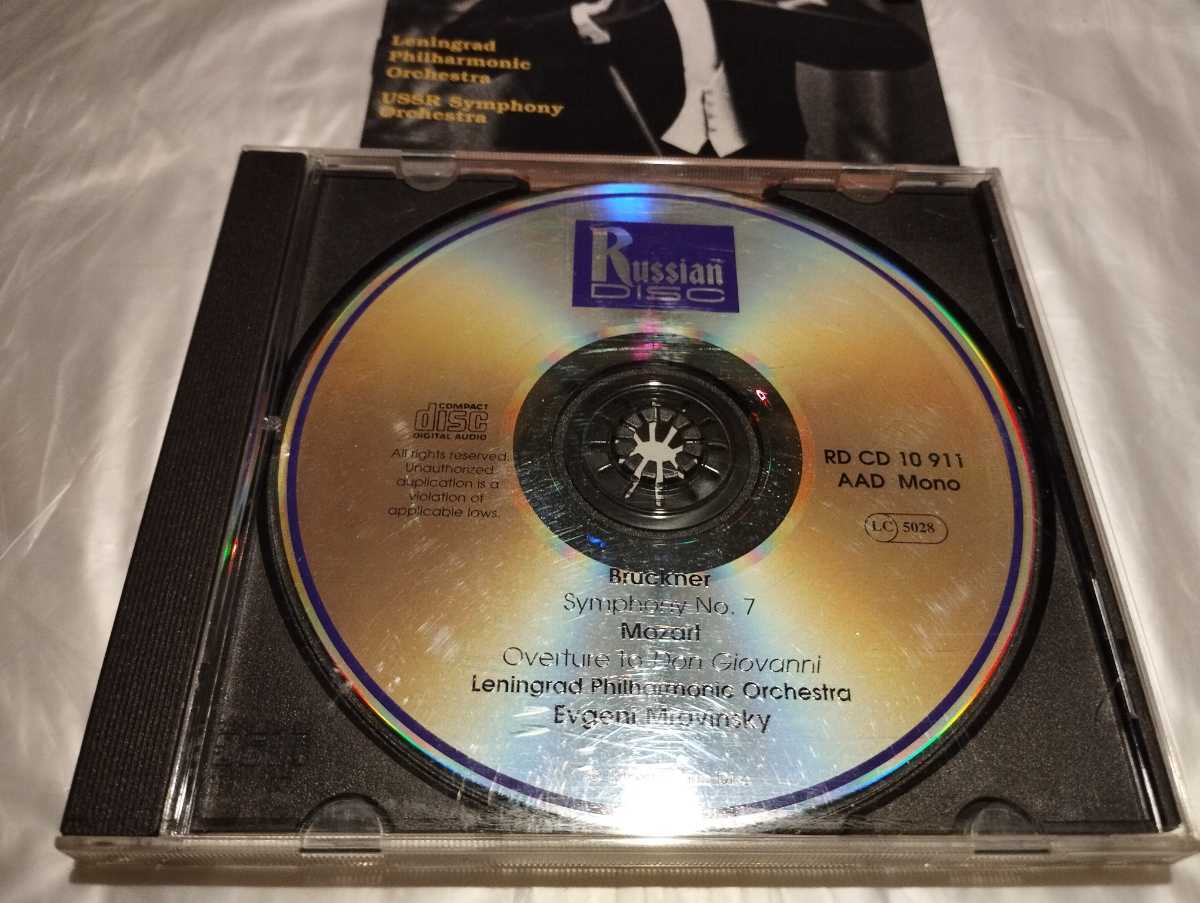 Leningrad
Philharmonic
Orchestra
USSR Symphony
Orchestra
Russian
DISC
COMPACT
disc
DIGITAL AUDIO
All rights reserved.
Unauthorized
duplication is a
violation of
applicable laws.
RD CD 10 911
AAD Mono
LC 5028
Bruckner
Symphony No. 7
Mozart
Overture to Don Giovanni
Leningrad Philharmonic Orchestra
Evgeni Mravinsky